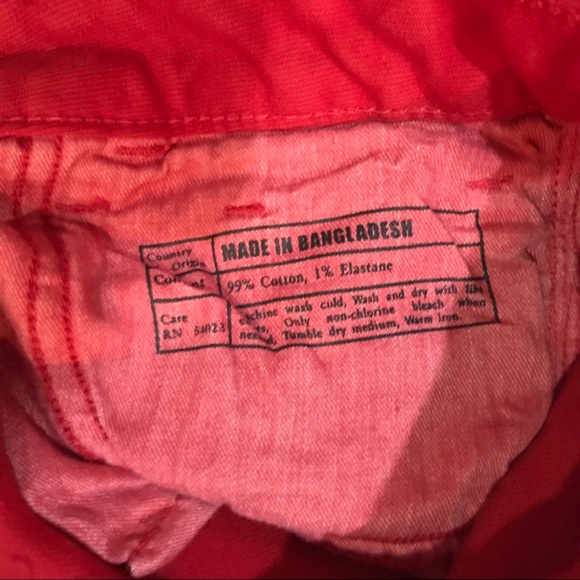 Country Origin MADE IN BANGLADESH
99% Cotton, 1% Elastane
Care
RN 54023
wash cold, Wash and dry with like
Only non-chlorine bleach when
Tumble dry medium, Warm Iron.